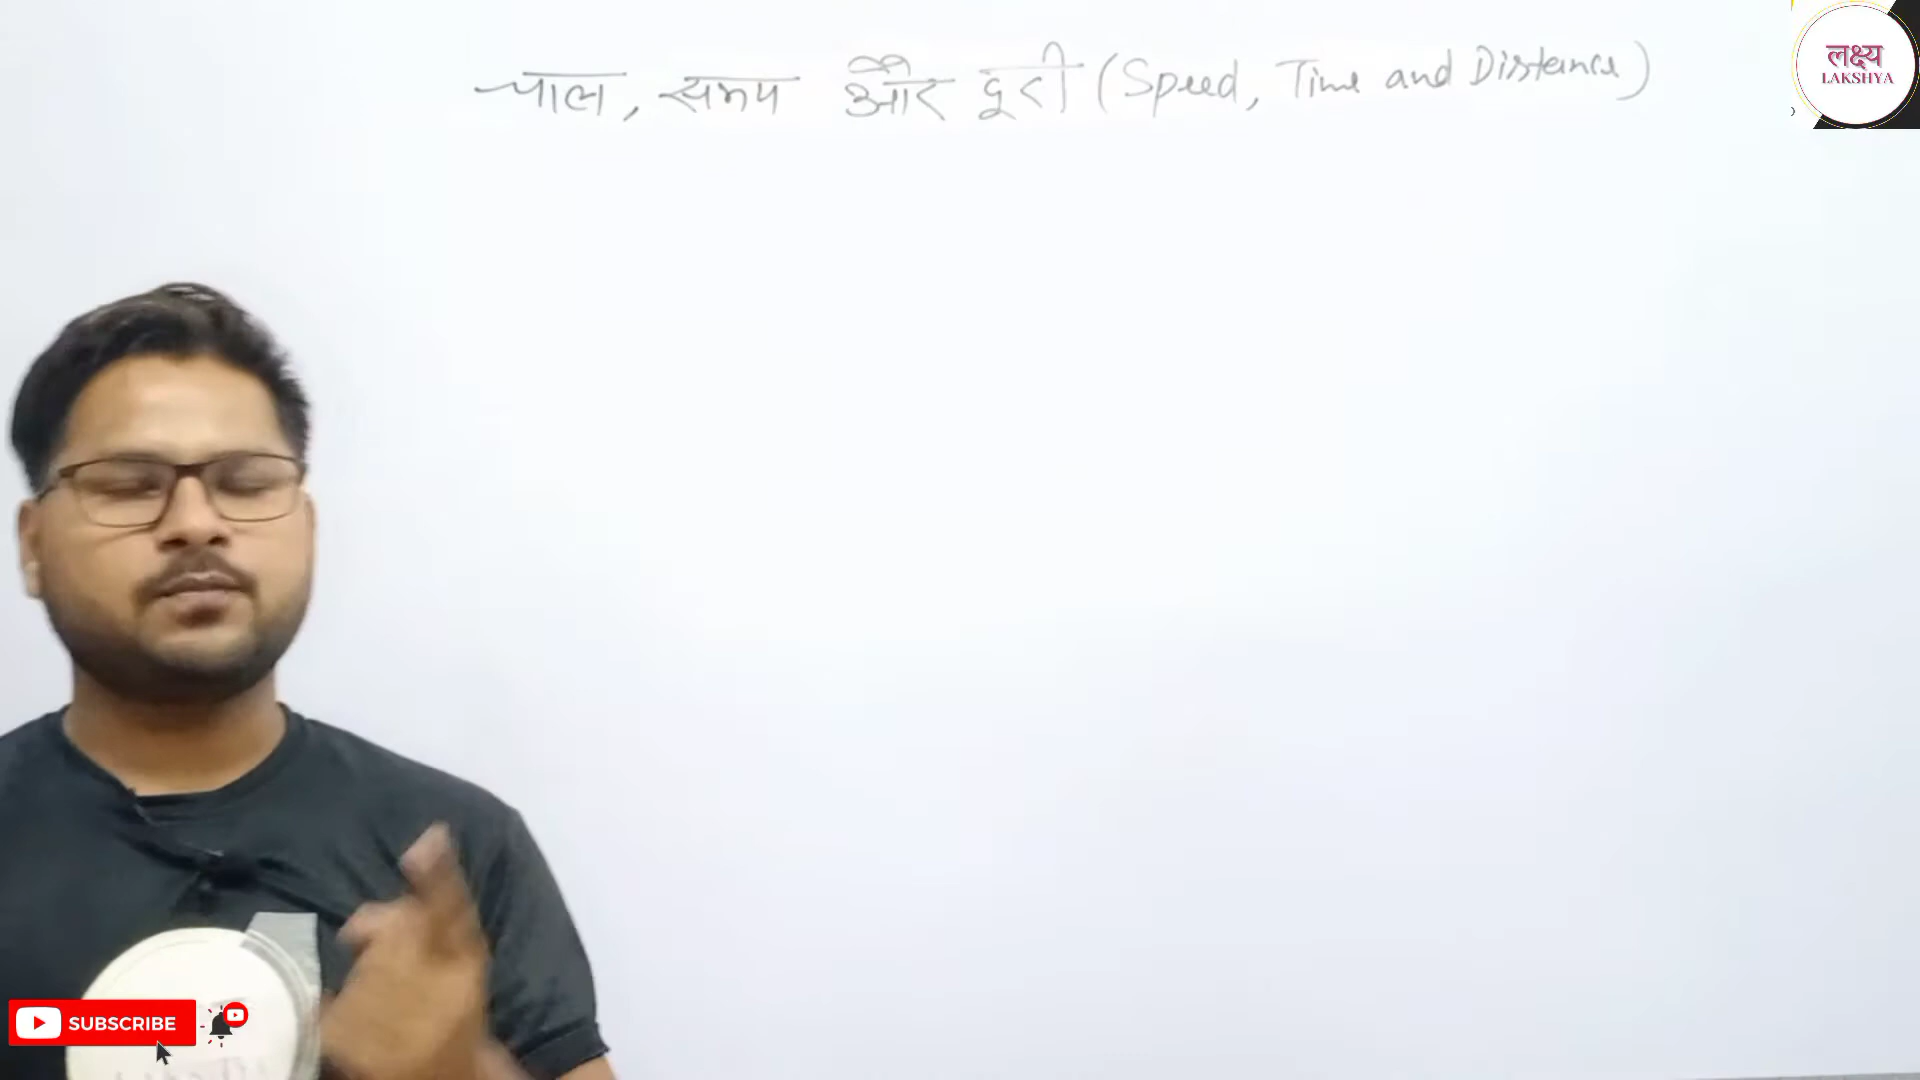 चाल, समय और दूरी (Speed, Time and Distance)
लक्ष्य
LAKSHYA
SUBSCRIBE